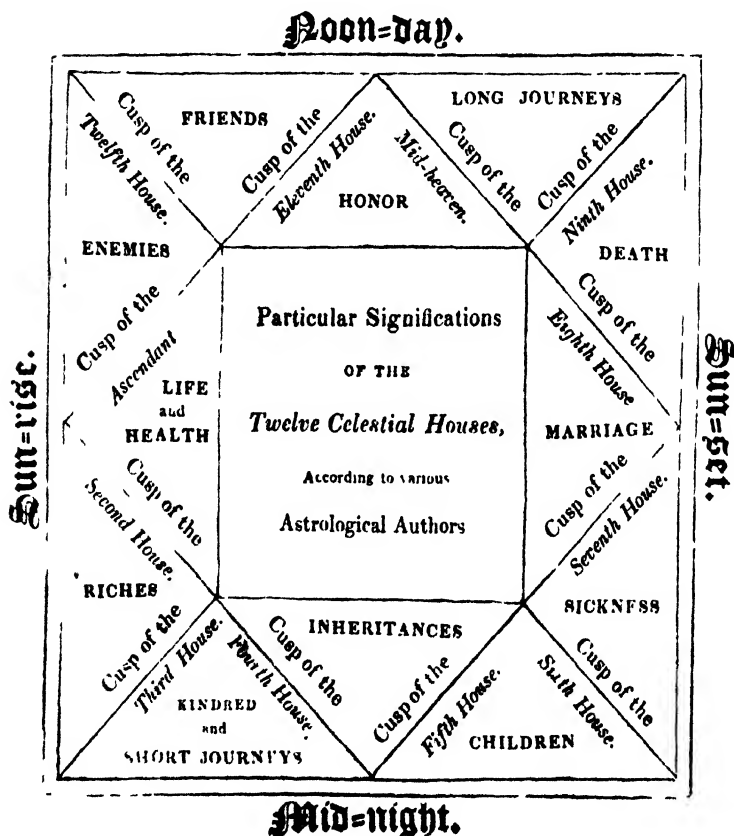 Noon=day.
FRIENDS
LONG JOURNEYS
Cusp of the
Twelfth House.
Cusp of the
Eleventh House.
Mid-heaven.
Cusp of the
Cusp of the
Ninth House.
HONOR
ENEMIES
DEATH
Cusp of the
Ascendant
Cusp of the
Eighth House
Particular Significations
OF THE
Twelve Celestial Houses,
According to various
Astrological Authors
Sun=rise.
Sun=set.
LIFE
and
HEALTH
MARRIAGE
Cusp of the
Second House.
Cusp of the
Seventh House.
RICHES
SICKNESS
Cusp of the
Third House.
Cusp of the
Fourth House.
INHERITANCES
Cusp of the
Fifth House.
Cusp of the
Sixth House.
KINDRED
and
SHORT JOURNEYS
CHILDREN
Mid=night.